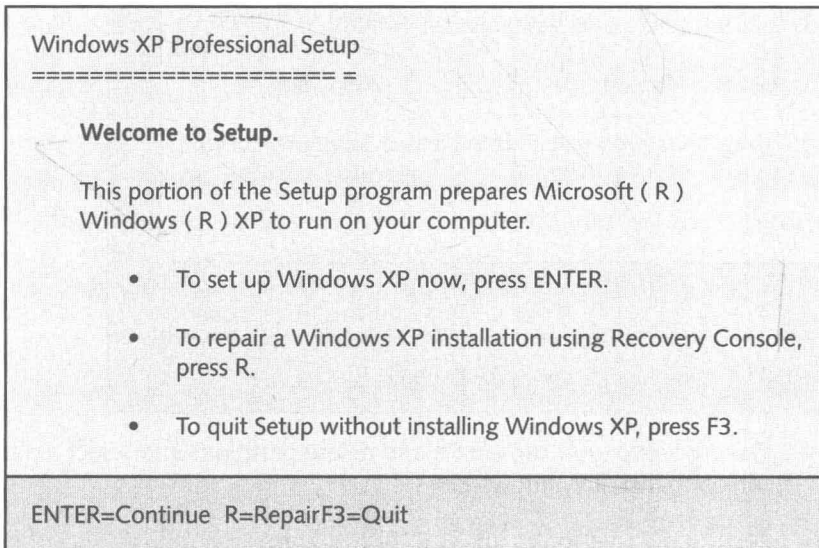 Windows XP Professional Setup
===================== =
Welcome to Setup.
This portion of the Setup program prepares Microsoft ( R )
Windows ( R ) XP to run on your computer.
• To set up Windows XP now, press ENTER.
• To repair a Windows XP installation using Recovery Console,
press R.
• To quit Setup without installing Windows XP, press F3.
ENTER=Continue R=RepairF3=Quit